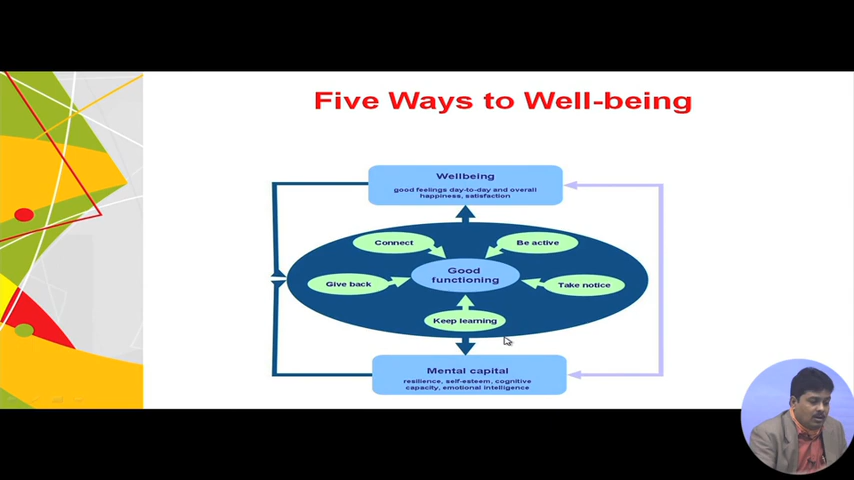 Five Ways to Well-being
Wellbeing
good feelings day-to-day and overall
happiness, satisfaction
Connect
Be active
Good
functioning
Give back
Take notice
Keep learning
Mental capital
resilience, self-esteem, cognitive
capacity, emotional intelligence